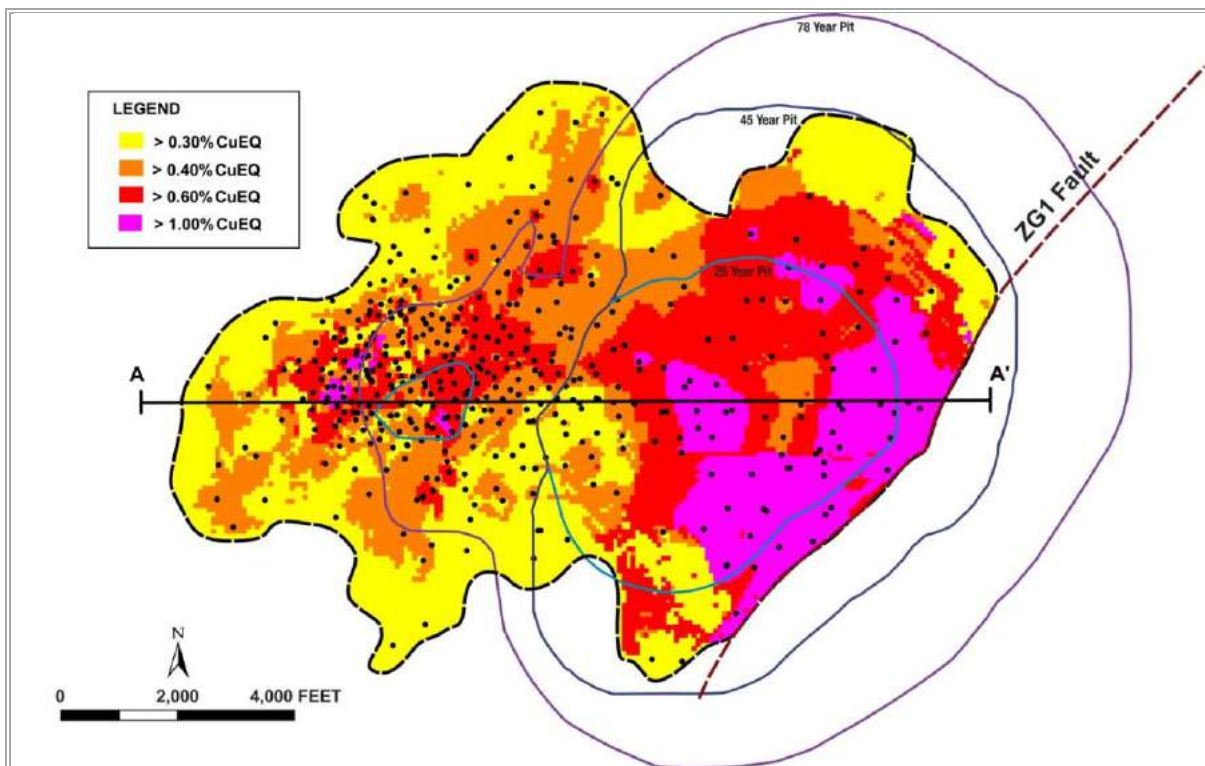 78 Year Pit
45 Year Pit
LEGEND
> 0.30% CuEQ
> 0.40% CuEQ
> 0.60% CuEQ
> 1.00% CuEQ
ZG1 Fault
25 Year Pit
A
A'
N
0 2,000 4,000 FEET